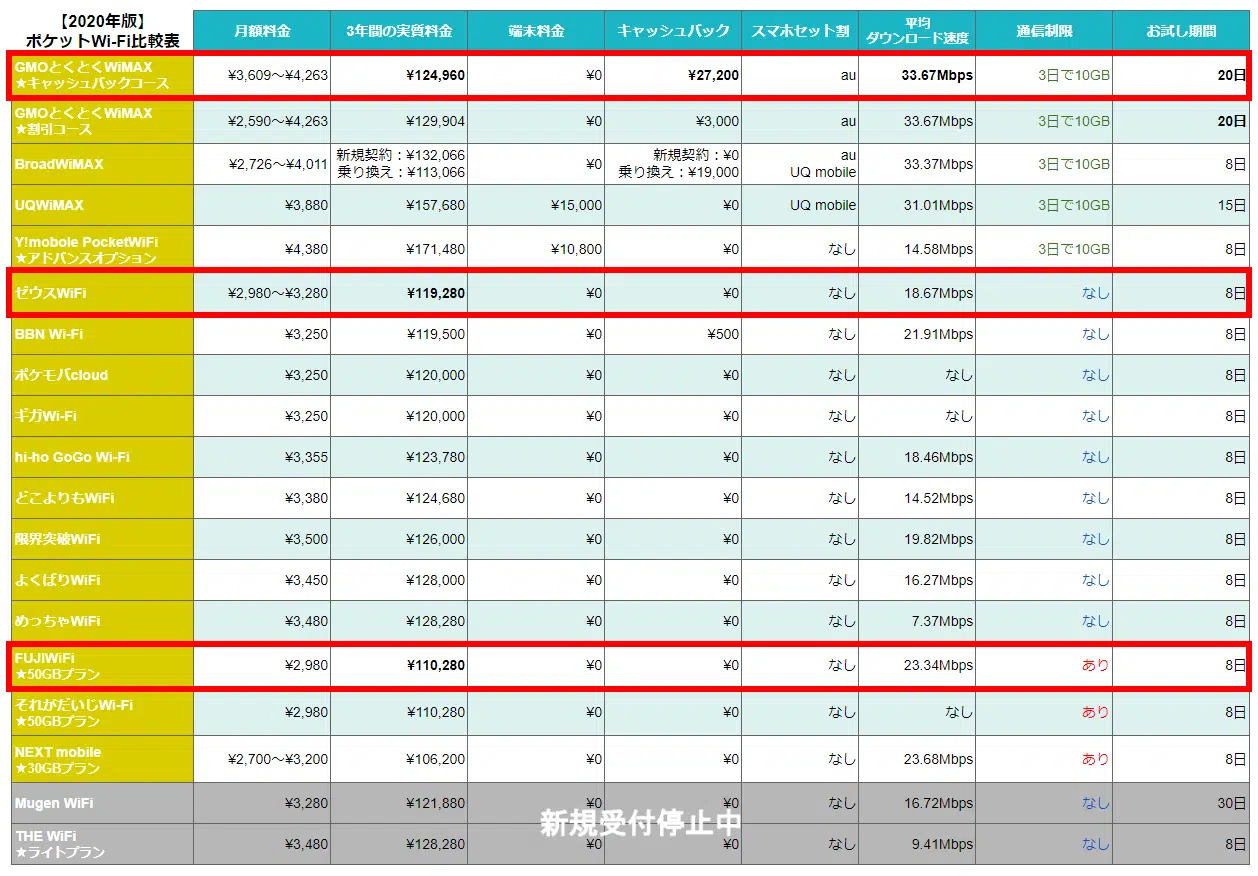 【2020年版】
ポケットWi-Fi比較表
月額料金
3年間の実質料金
端末料金
キャッシュバック
スマホセット割
平均
ダウンロード速度
通信制限
お試し期間
GMOとくとくWiMAX
★キャッシュバックコース
¥3,609～¥4,263
¥124,960
¥0
¥27,200
au
33.67Mbps
3日で10GB
20日
GMOとくとくWiMAX
★割引コース
¥2,590～¥4,263
¥129,904
¥0
¥3,000
au
33.67Mbps
3日で10GB
20日
BroadWiMAX
¥2,726～¥4,011
新規契約：¥132,066
乗り換え：¥113,066
¥0
新規契約：¥0
乗り換え：¥19,000
au
UQ mobile
33.37Mbps
3日で10GB
8日
UQWiMAX
¥3,880
¥157,680
¥15,000
¥0
UQ mobile
31.01Mbps
3日で10GB
15日
Y!mobole PocketWiFi
★アドバンスオプション
¥4,380
¥171,480
¥10,800
¥0
なし
14.58Mbps
3日で10GB
8日
ゼウスWiFi
¥2,980～¥3,280
¥119,280
¥0
¥0
なし
18.67Mbps
なし
8日
BBN Wi-Fi
¥3,250
¥119,500
¥0
¥500
なし
21.91Mbps
なし
8日
ポケモバcloud
¥3,250
¥120,000
¥0
¥0
なし
なし
なし
8日
ギガWi-Fi
¥3,250
¥120,000
¥0
¥0
なし
なし
なし
8日
hi-ho GoGo Wi-Fi
¥3,355
¥123,780
¥0
¥0
なし
18.46Mbps
なし
8日
どこよりもWiFi
¥3,380
¥124,680
¥0
¥0
なし
14.52Mbps
なし
8日
限界突破WiFi
¥3,500
¥126,000
¥0
¥0
なし
19.82Mbps
なし
8日
よくばりWiFi
¥3,450
¥128,000
¥0
¥0
なし
16.27Mbps
なし
8日
めっちゃWiFi
¥3,480
¥128,280
¥0
¥0
なし
7.37Mbps
なし
8日
FUJIWiFi
★50GBプラン
¥2,980
¥110,280
¥0
¥0
なし
23.34Mbps
あり
8日
それがだいじWi-Fi
★50GBプラン
¥2,980
¥110,280
¥0
¥0
なし
なし
あり
8日
NEXT mobile
★30GBプラン
¥2,700～¥3,200
¥106,200
¥0
¥0
なし
23.68Mbps
あり
8日
Mugen WiFi
¥3,280
¥121,880
¥0
¥0
なし
16.72Mbps
なし
30日
新規受付停止中
THE WiFi
★ライトプラン
¥3,480
¥128,280
¥0
¥0
なし
9.41Mbps
なし
8日